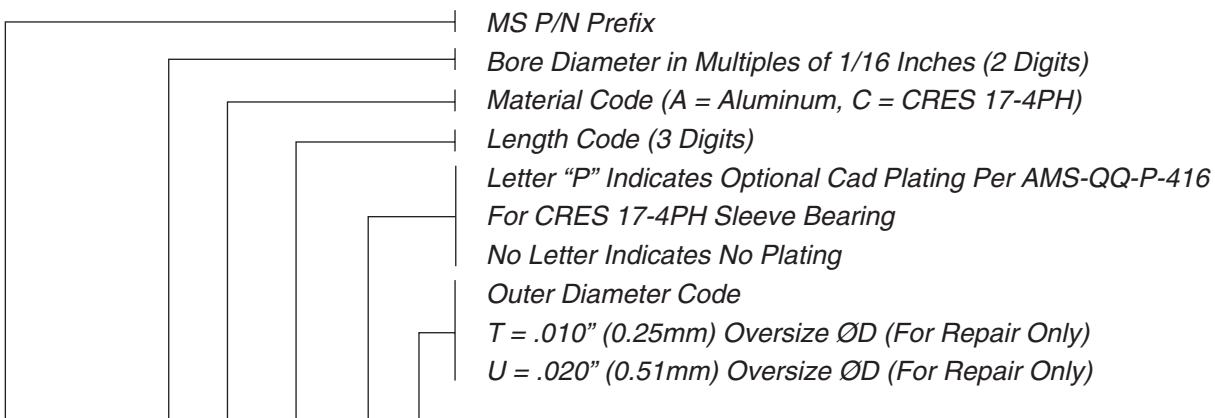 MS P/N Prefix
Bore Diameter in Multiples of 1/16 Inches (2 Digits)
Material Code (A = Aluminum, C = CRES 17-4PH)
Length Code (3 Digits)
Letter “P” Indicates Optional Cad Plating Per AMS-QQ-P-416
For CRES 17-4PH Sleeve Bearing
No Letter Indicates No Plating
Outer Diameter Code
T = .010” (0.25mm) Oversize ØD (For Repair Only)
U = .020” (0.51mm) Oversize ØD (For Repair Only)